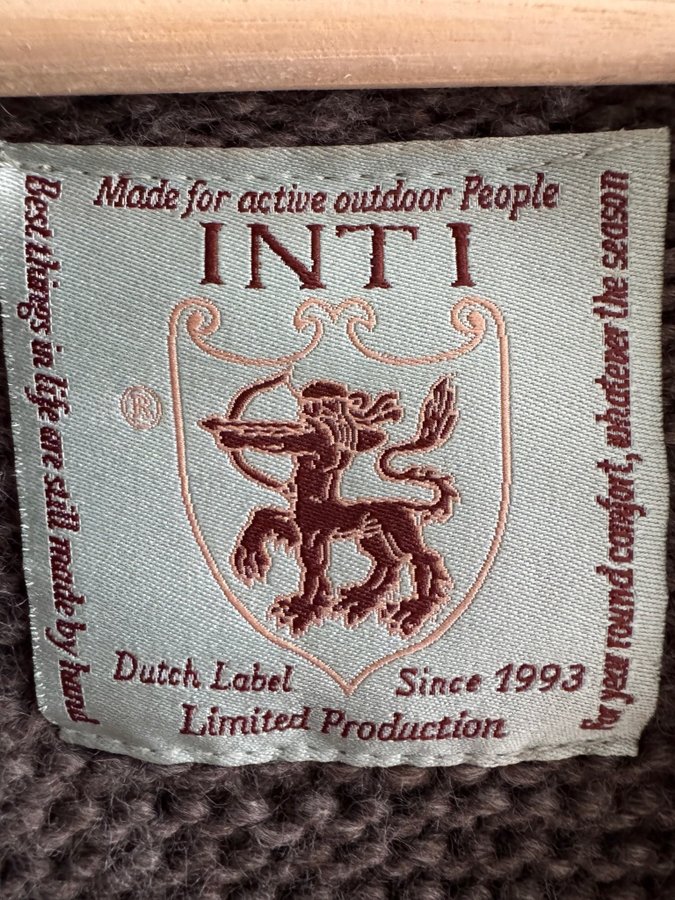 Made for active outdoor People
INTI
®
Dutch Label Since 1993
Limited Production
Best things in life are still made by hand
for year round comfort, whatever the season